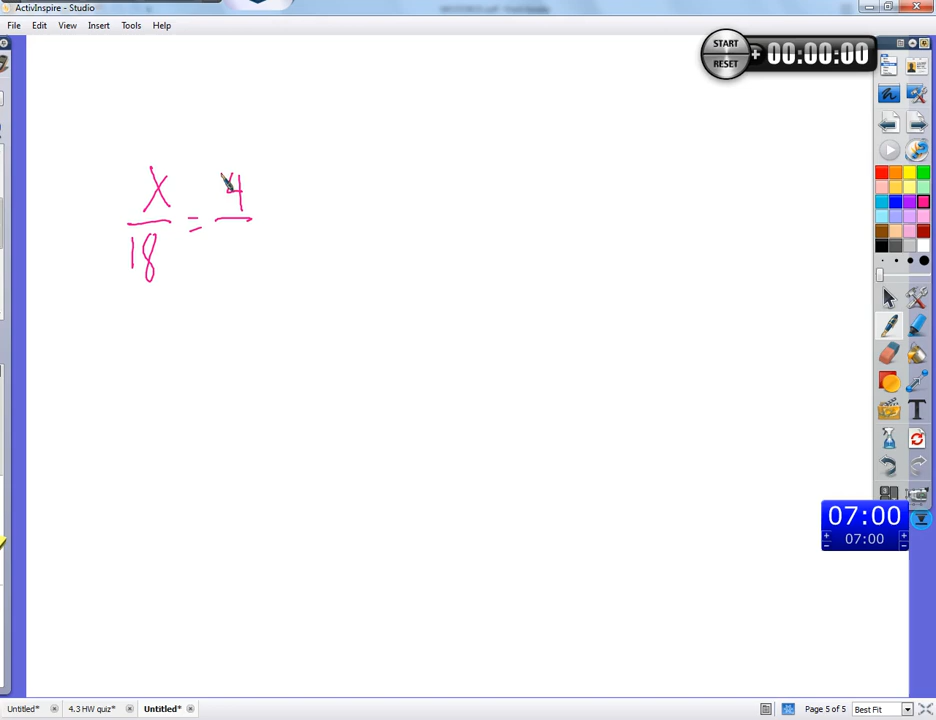 ActivInspire - Studio
File Edit View Insert Tools Help
START
RESET
00:00:00
X/18 = 4/
07:00
07:00
Untitled* 4.3 HW quiz* Untitled*
Page 5 of 5 Best Fit